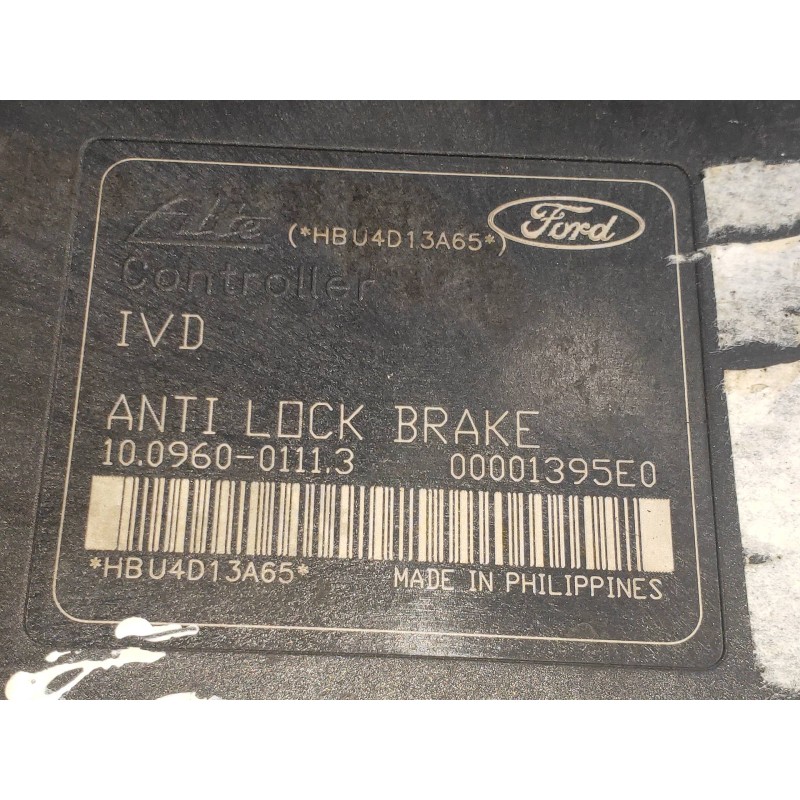 Ate (*HBU4D13A65*) Ford
Controller
IVD
ANTI LOCK BRAKE
10.0960-0111.3 00001395E0
*HBU4D13A65* MADE IN PHILIPPINES